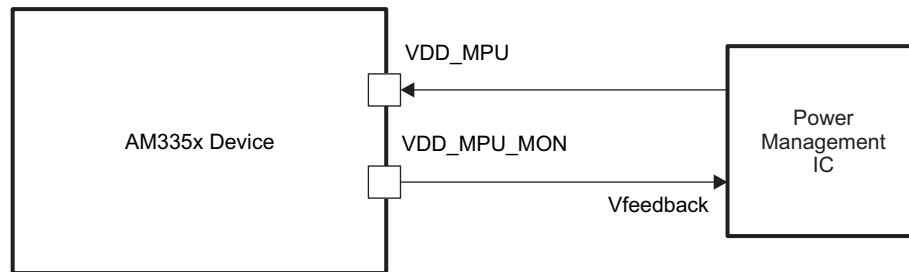 VDD_MPU
AM335x Device
VDD_MPU_MON
Vfeedback
Power
Management
IC